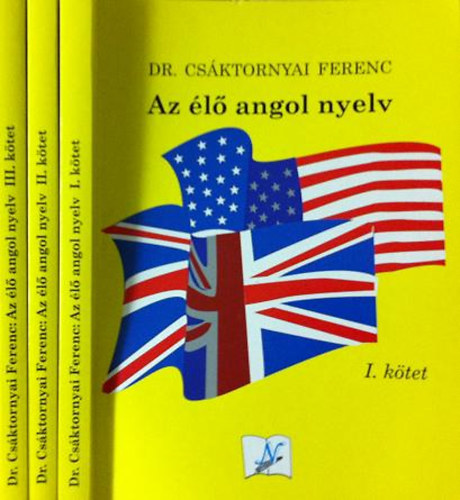 Dr. Csáktornyai Ferenc: Az élő angol nyelv III. kötet
Dr. Csáktornyai Ferenc: Az élő angol nyelv II. kötet
Dr. Csáktornyai Ferenc: Az élő angol nyelv I. kötet
DR. CSÁKTORNYAI FERENC
Az élő angol nyelv
I. kötet
N